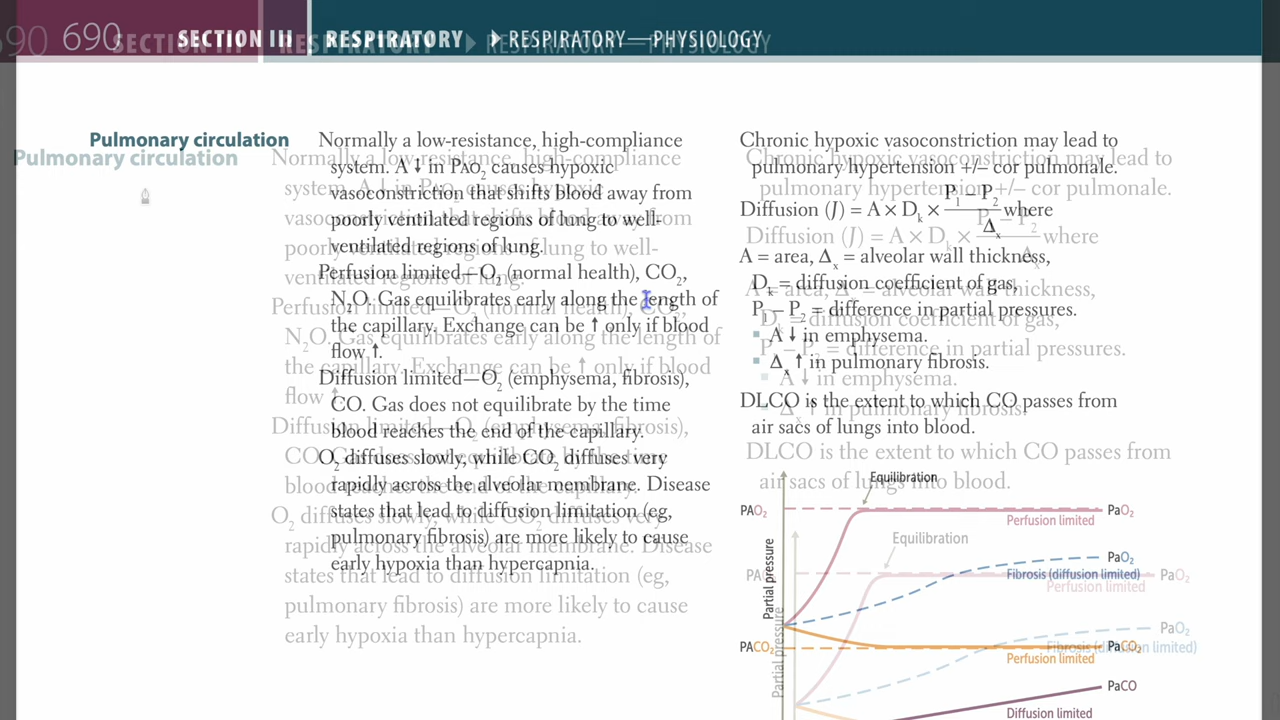 690 SECTION III RESPIRATORY ▶ RESPIRATORY—PHYSIOLOGY
Pulmonary circulation
Normally a low-resistance, high-compliance
system. A ↓ in PAO₂ causes hypoxic
vasoconstriction that shifts blood away from
poorly ventilated regions of lung to well-
ventilated regions of lung.
Perfusion limited—O₂ (normal health), CO₂,
N₂O. Gas equilibrates early along the length of
the capillary. Exchange can be ↑ only if blood
flow ↑.
Diffusion limited—O₂ (emphysema, fibrosis),
CO. Gas does not equilibrate by the time
blood reaches the end of the capillary.
O₂ diffuses slowly, while CO₂ diffuses very
rapidly across the alveolar membrane. Disease
states that lead to diffusion limitation (eg,
pulmonary fibrosis) are more likely to cause
early hypoxia than hypercapnia.
Chronic hypoxic vasoconstriction may lead to
pulmonary hypertension +/– cor pulmonale.
Diffusion (J) = A × Dₖ × P₁ – P₂ / Δₓ where
A = area, Δₓ = alveolar wall thickness,
Dₖ = diffusion coefficient of gas,
P₁ – P₂ = difference in partial pressures.
A ↓ in emphysema.
Δₓ ↑ in pulmonary fibrosis.
DLCO is the extent to which CO passes from
air sacs of lungs into blood.
Equilibration
PAO₂
Perfusion limited
PaO₂
Partial pressure
PaO₂
Fibrosis (diffusion limited)
PACO₂
PaCO₂
Perfusion limited
PaCO
Diffusion limited